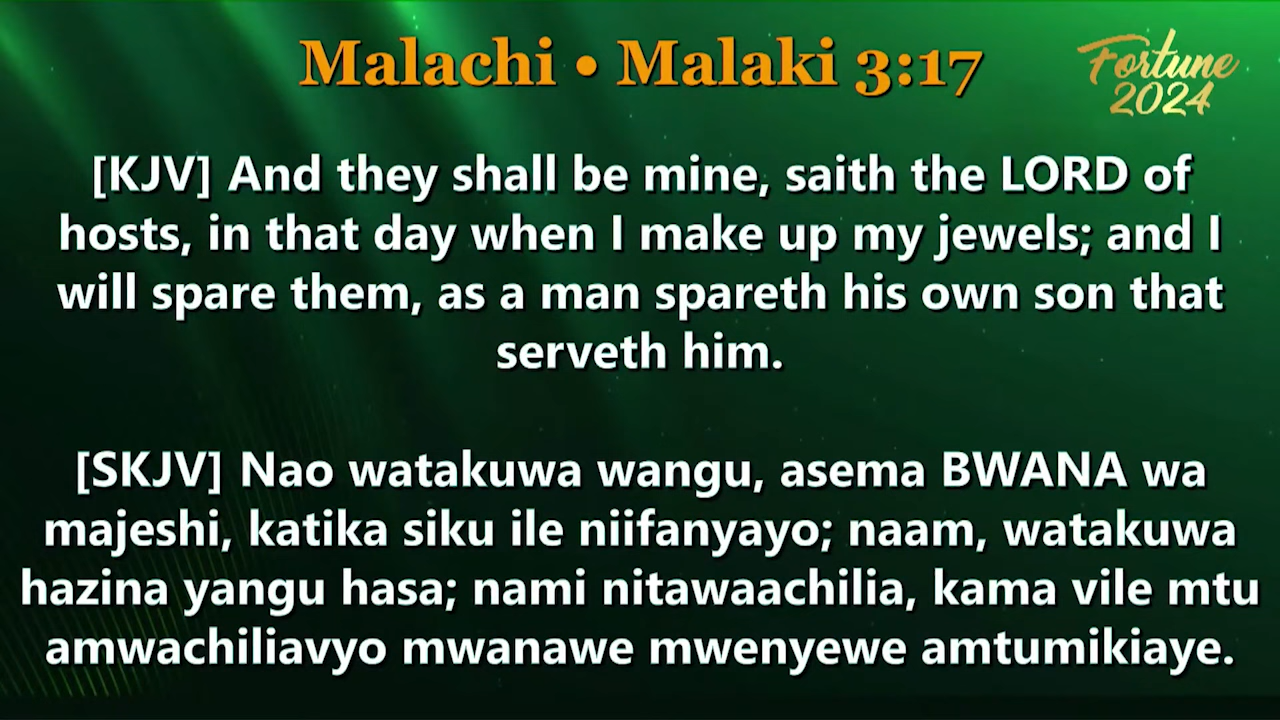 Malachi • Malaki 3:17
Fortune
2024
[KJV] And they shall be mine, saith the LORD of
hosts, in that day when I make up my jewels; and I
will spare them, as a man spareth his own son that
serveth him.
[SKJV] Nao watakuwa wangu, asema BWANA wa
majeshi, katika siku ile niifanyayo; naam, watakuwa
hazina yangu hasa; nami nitawaachilia, kama vile mtu
amwachiliavyo mwanawe mwenyewe amtumikiaye.